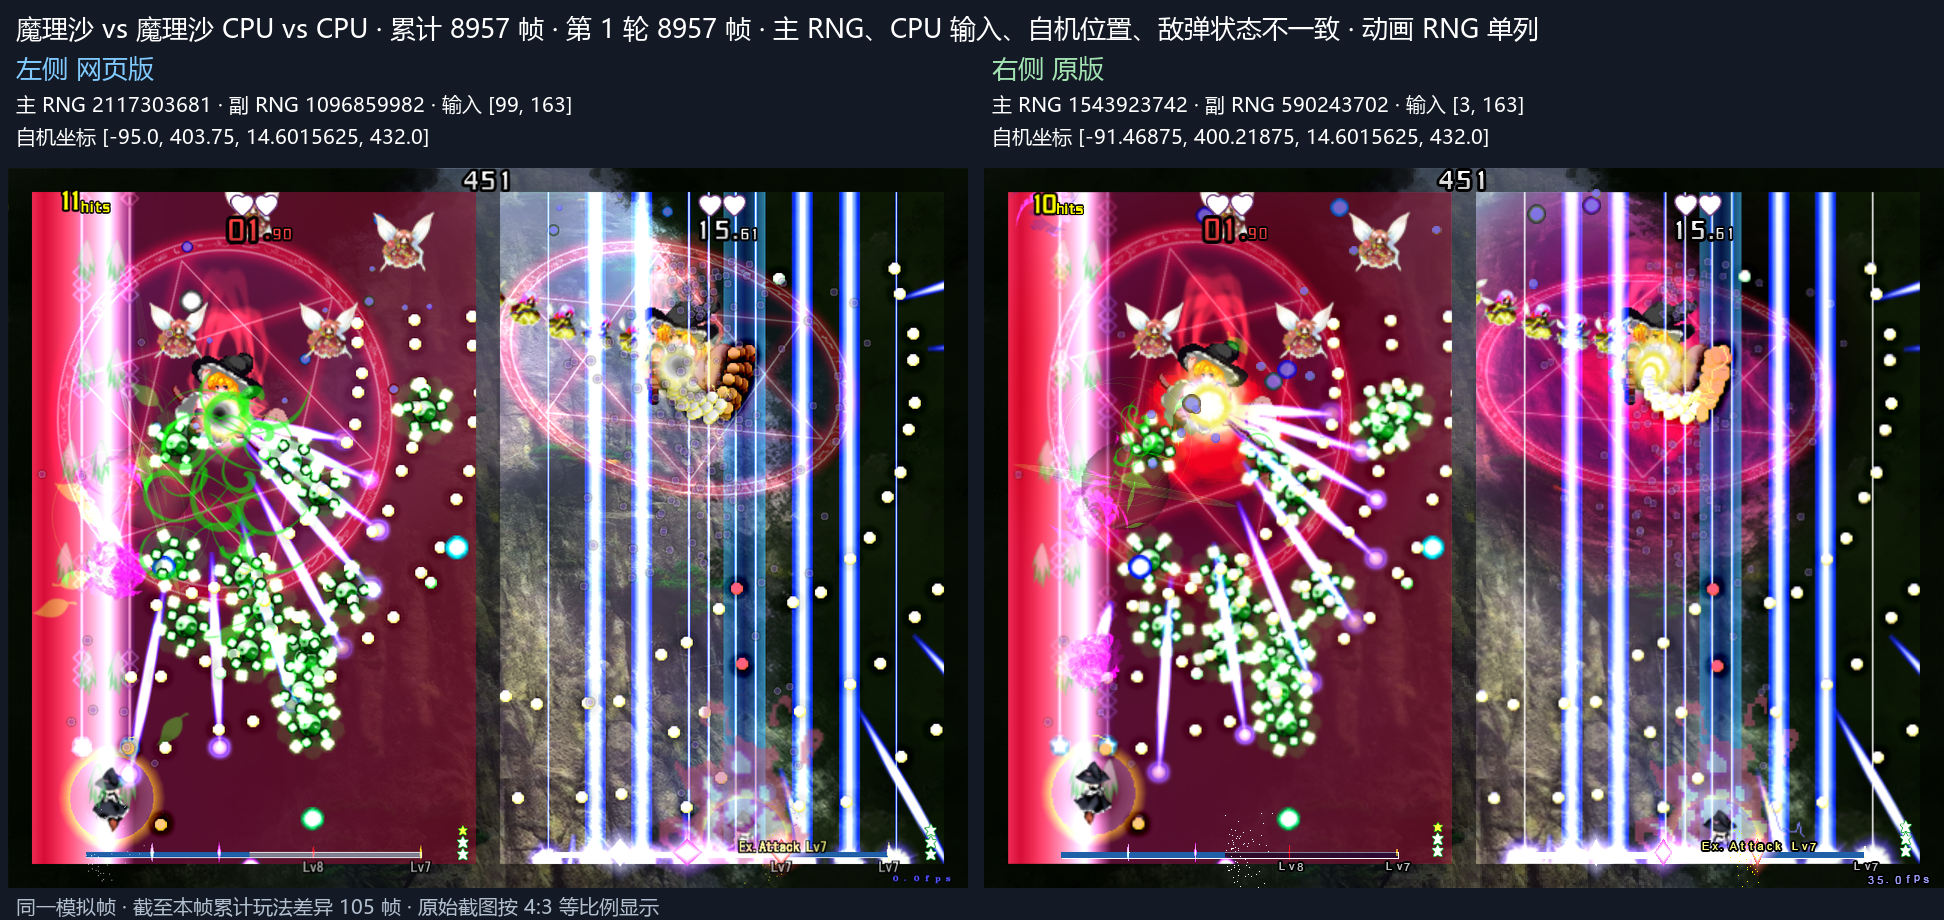 魔理沙 vs 魔理沙 CPU vs CPU · 累计 8957 帧 · 第 1 轮 8957 帧 · 主 RNG、CPU 输入、自机位置、敌弹状态不一致 · 动画 RNG 单列
左侧 网页版
主 RNG 2117303681 · 副 RNG 1096859982 · 输入 [99, 163]
自机坐标 [-95.0, 403.75, 14.6015625, 432.0]
右侧 原版
主 RNG 1543923742 · 副 RNG 590243702 · 输入 [3, 163]
自机坐标 [-91.46875, 400.21875, 14.6015625, 432.0]
451
11hits
01.90
15.61
Ex.Attack Lv7
Lv8
Lv7
Lv7
Lv7
0.0fps
451
10hits
01.90
15.61
Ex.Attack Lv7
Lv8
Lv7
Lv7
35.0fps
同一模拟帧 · 截至本帧累计玩法差异 105 帧 · 原始截图按 4:3 等比例显示